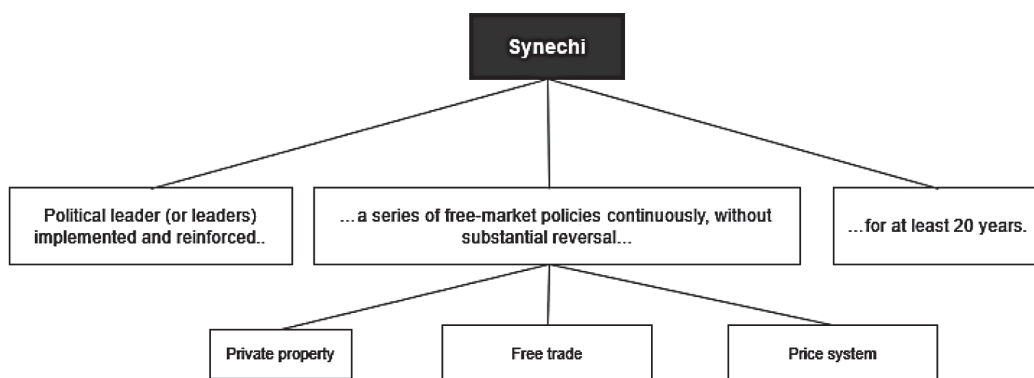 Synechi
Political leader (or leaders)
implemented and reinforced..
...a series of free-market policies continuously, without
substantial reversal...
...for at least 20 years.
Private property
Free trade
Price system